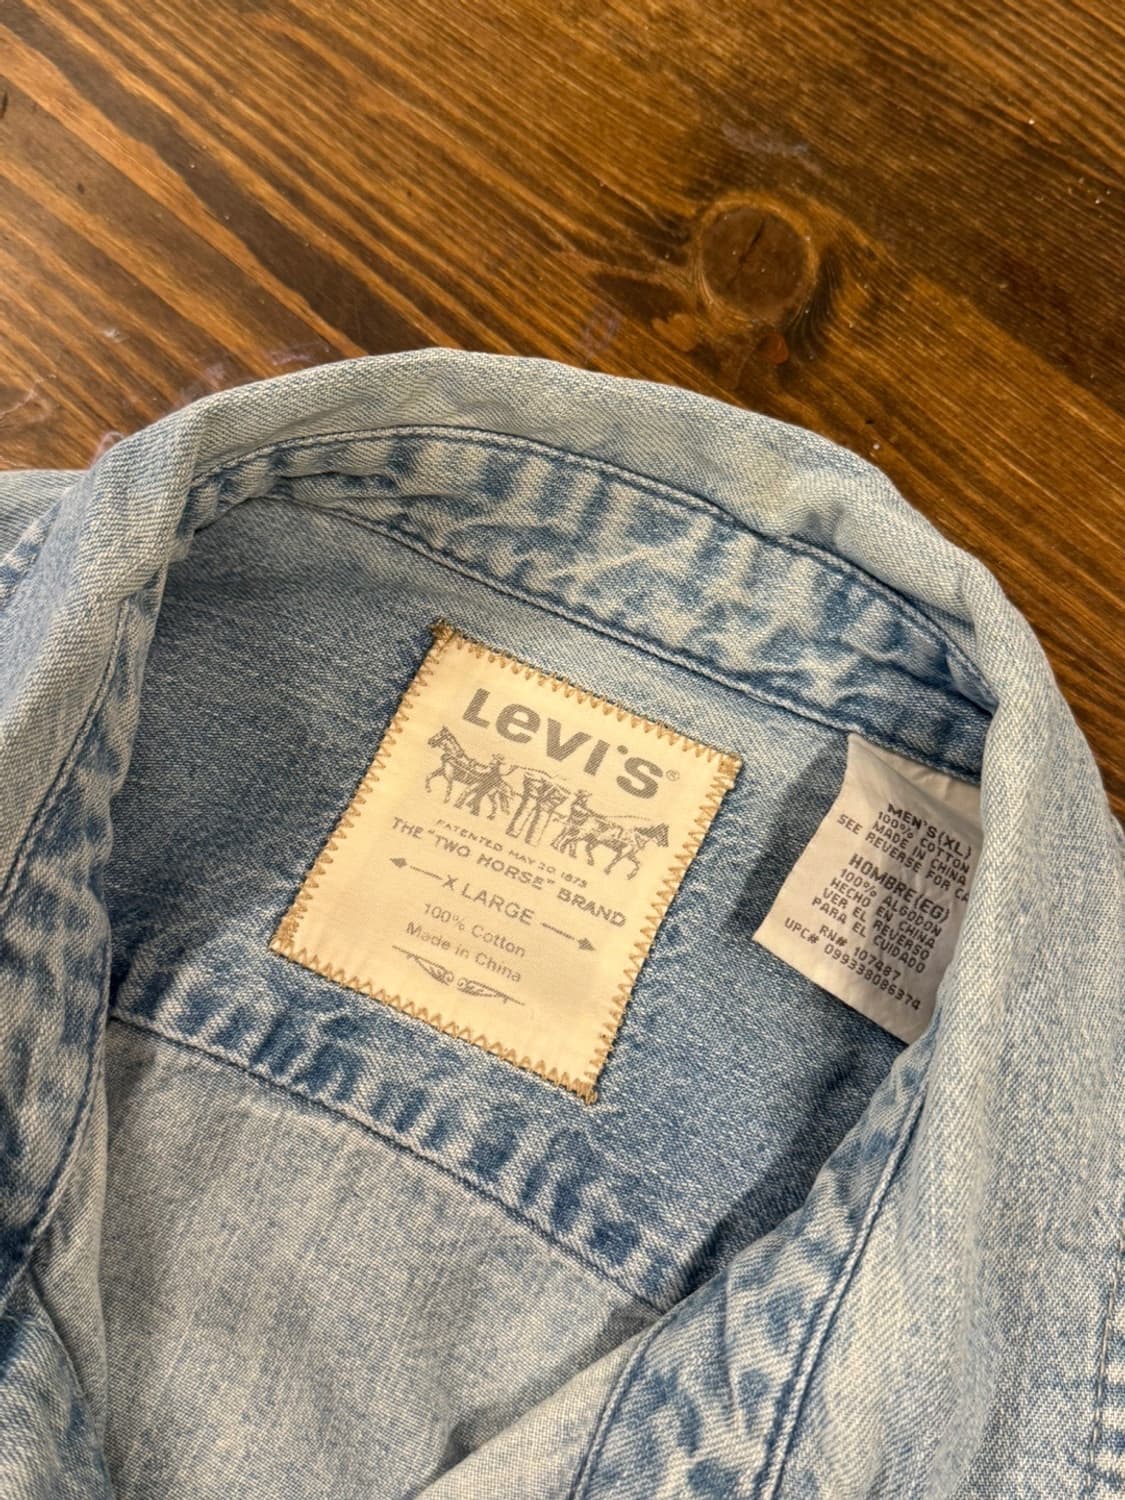 Levi's®
PATENTED MAY 20 1873
THE "TWO HORSE" BRAND
X LARGE
100% Cotton
Made in China
MEN'S (XL)
100% COTTON
MADE IN CHINA
SEE REVERSE FOR CA
HOMBRE (EG)
100% ALGODON
HECHO EN CHINA
VER EL REVERSO
PARA EL CUIDADO
RN# 107487
UPC# 099338086374